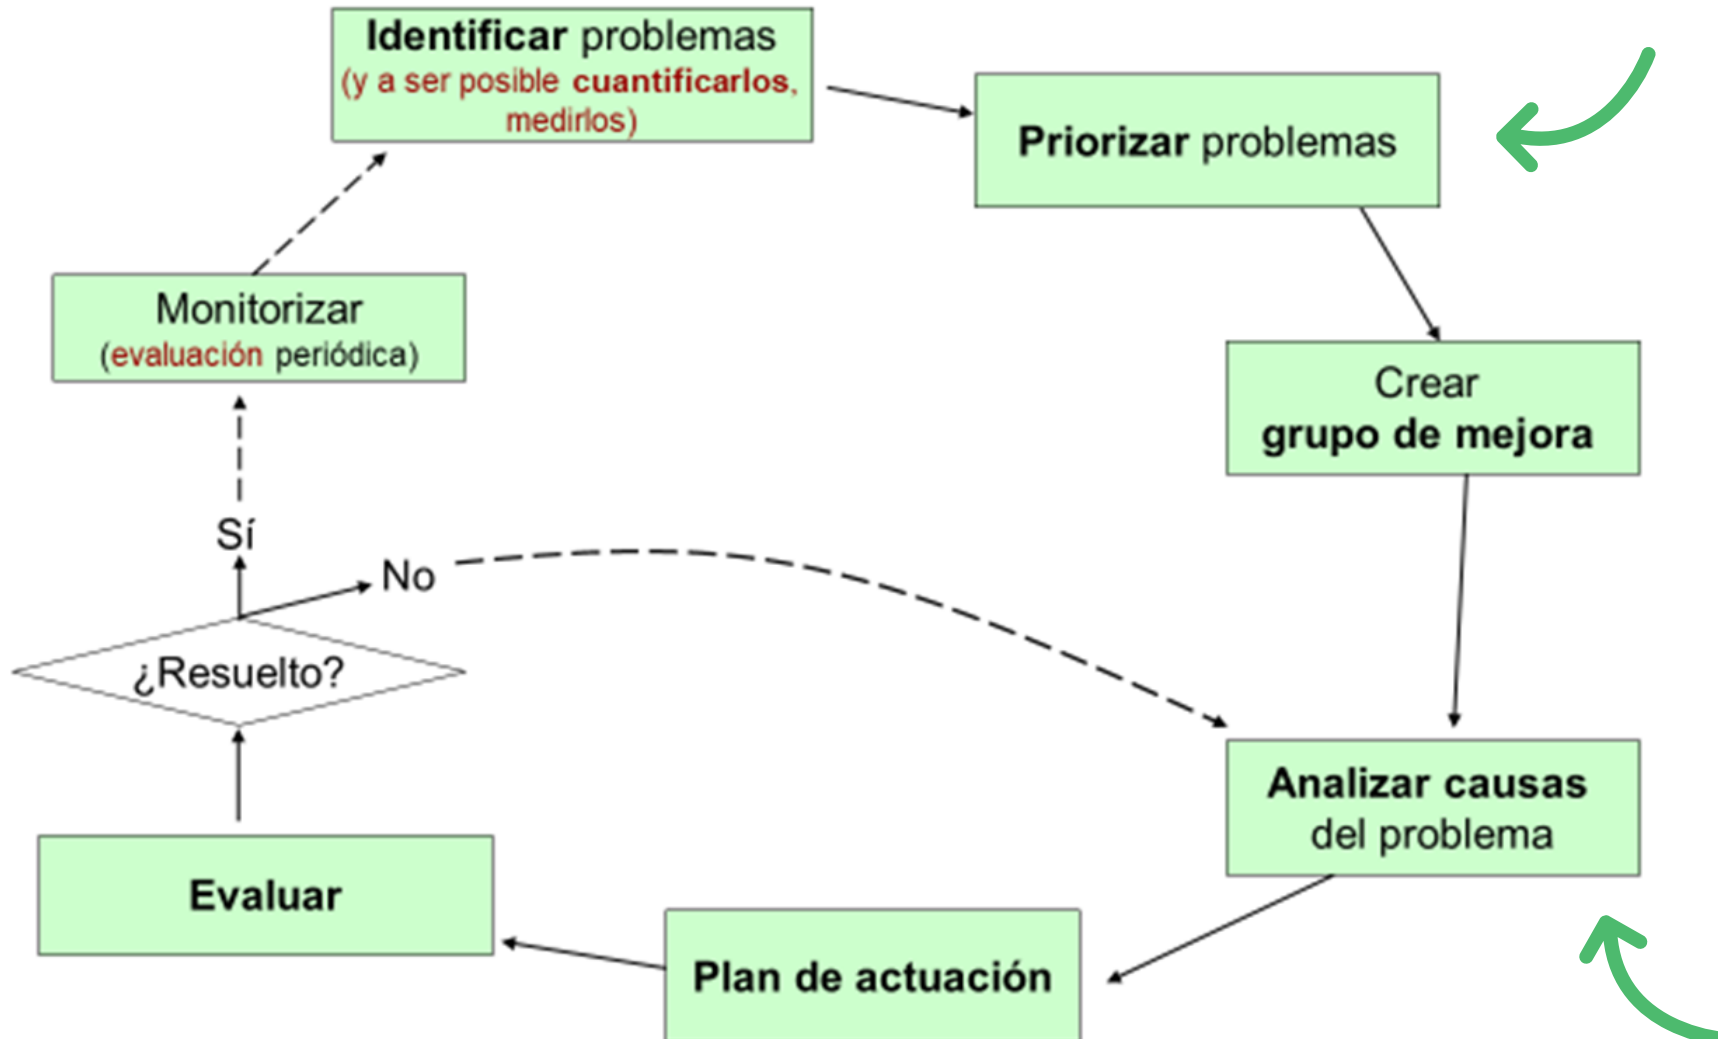 Identificar problemas
(y a ser posible cuantificarlos,
medirlos)
Priorizar problemas
Crear
grupo de mejora
Analizar causas
del problema
Plan de actuación
Evaluar
¿Resuelto?
No
Sí
Monitorizar
(evaluación periódica)